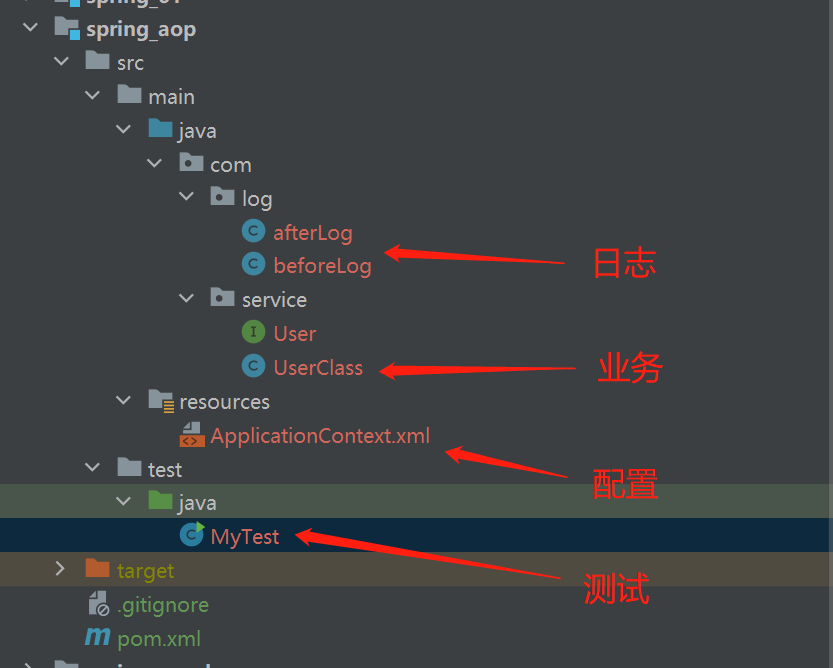 spring_aop
src
main
java
com
log
afterLog
beforeLog
日志
service
User
UserClass
业务
resources
ApplicationContext.xml
配置
test
java
MyTest
测试
target
.gitignore
pom.xml